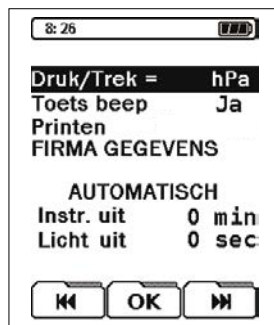 8:26
Druk/Trek = hPa
Toets beep Ja
Printen
FIRMA GEGEVENS
AUTOMATISCH
Instr. uit 0 min
Licht uit 0 sec
OK